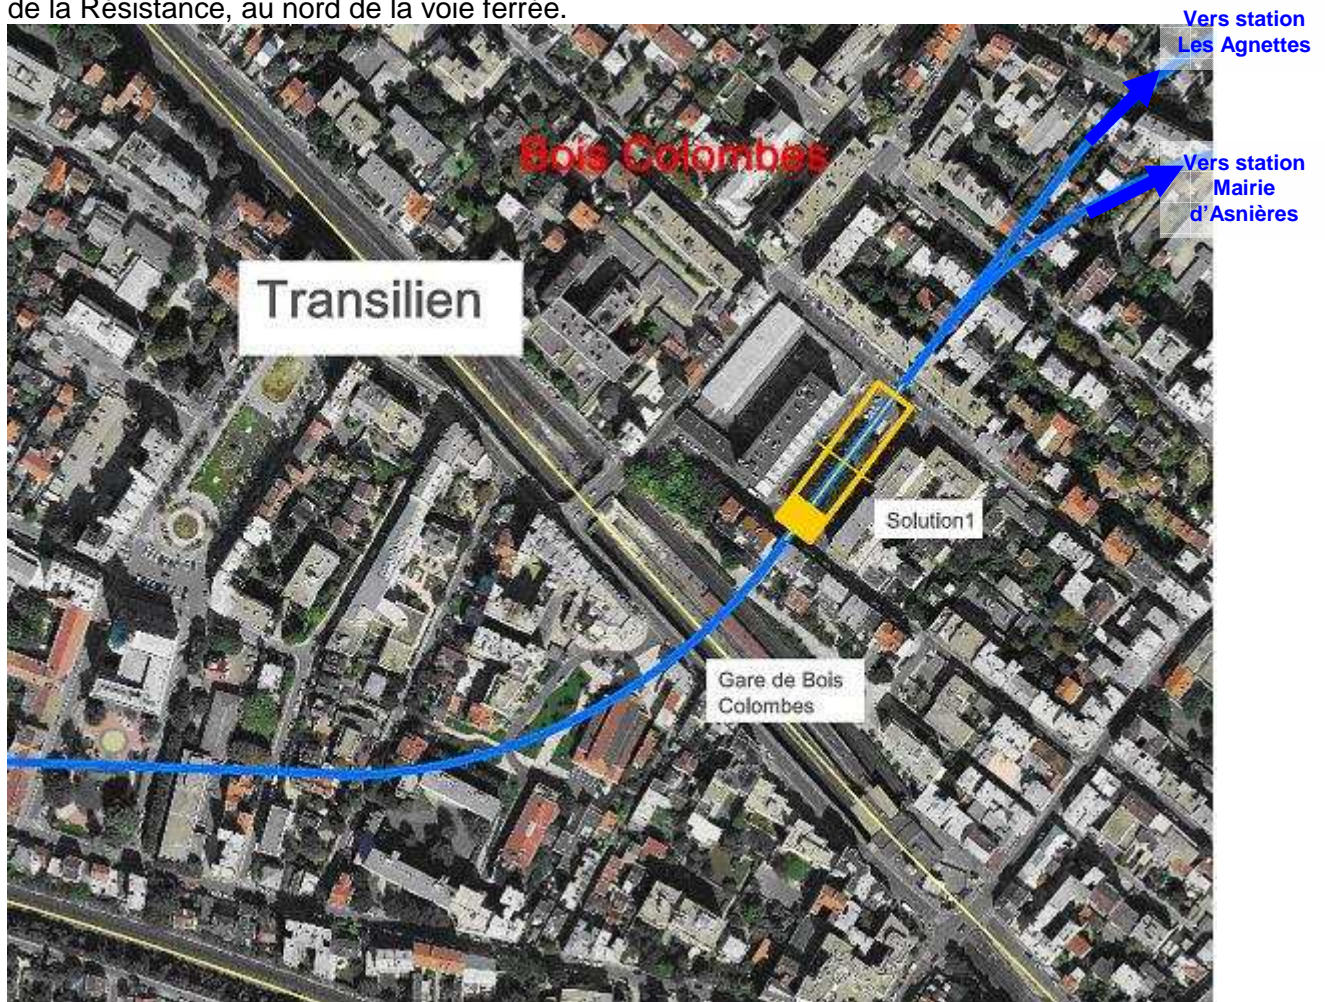 de la Résistance, au nord de la voie ferrée.
Vers station
Les Agnettes
Bois Colombes
Vers station
Mairie
d'Asnières
Transilien
Solution1
Gare de Bois
Colombes